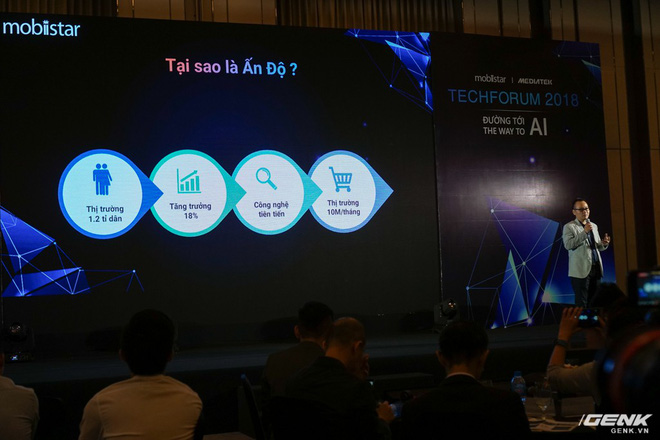 mobiistar
Tại sao là Ấn Độ ?
Thị trường
1.2 tỉ dân
Tăng trưởng
18%
Công nghệ
tiên tiến
Thị trường
10M/tháng
mobiistar | MEDIATEK
TECHFORUM 2018
ĐƯỜNG TỚI
THE WAY TO AI
GENK
GENK.VN